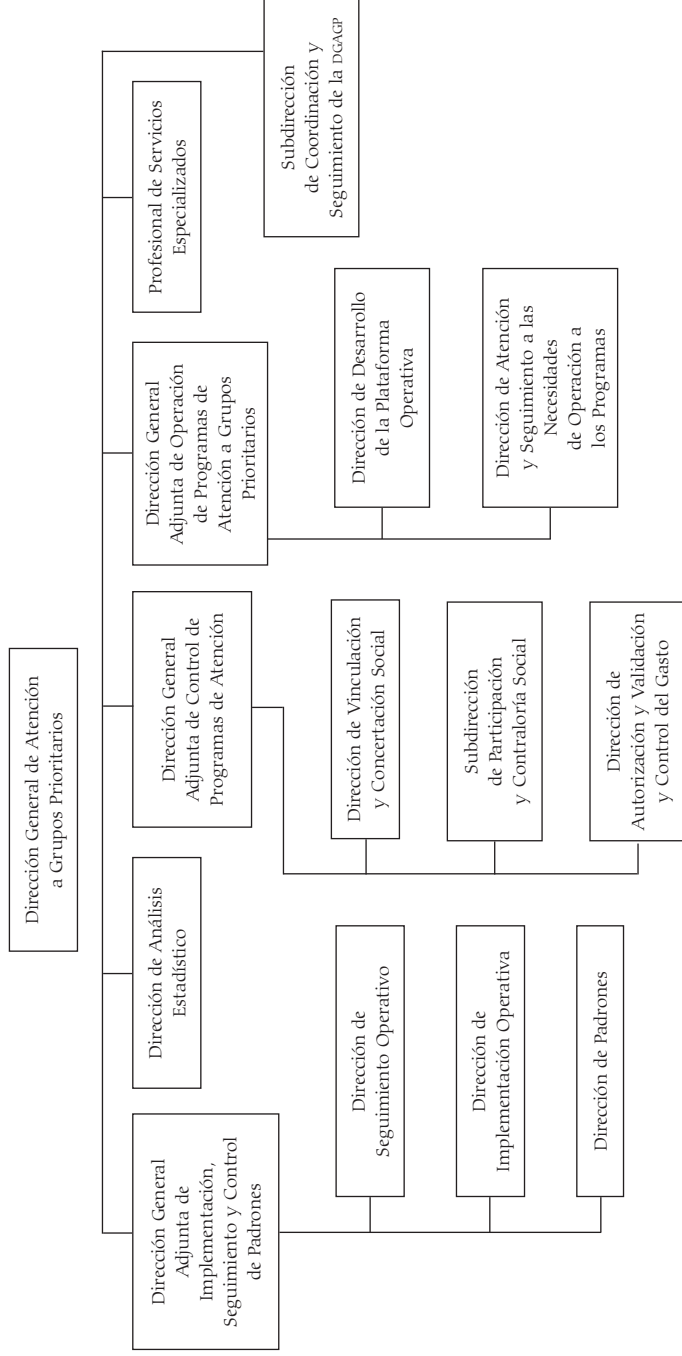 Dirección General de Atención
a Grupos Prioritarios
Dirección General
Adjunta de
Implementación,
Seguimiento y Control
de Padrones
Dirección de Análisis
Estadístico
Dirección General
Adjunta de Control de
Programas de Atención
Dirección General
Adjunta de Operación
de Programas de
Atención a Grupos
Prioritarios
Profesional de Servicios
Especializados
Subdirección
de Coordinación y
Seguimiento de la DGAGP
Dirección de
Seguimiento Operativo
Dirección de
Implementación Operativa
Dirección de Padrones
Dirección de Vinculación
y Concertación Social
Subdirección
de Participación
y Contraloría Social
Dirección de
Autorización y Validación
y Control del Gasto
Dirección de Desarrollo
de la Plataforma
Operativa
Dirección de Atención
y Seguimiento a las
Necesidades
de Operación a
los Programas